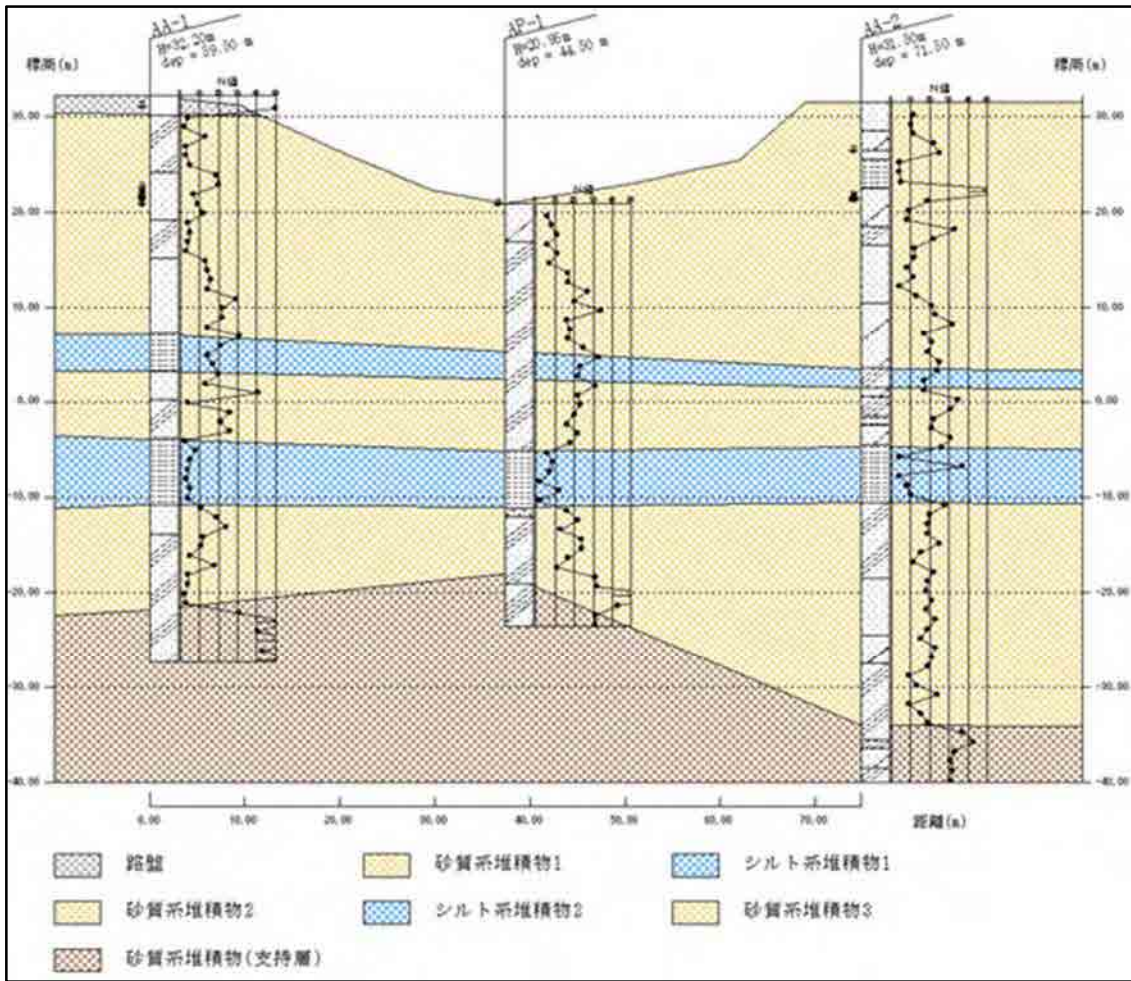 AA-1
H=32.20m
dep = 59.50 m
AP-1
H=20.95m
dep = 44.50 m
AA-2
H=31.50m
dep = 71.50 m
標高(m)
N値
N値
N値
標高(m)
30.00
30.00
20.00
20.00
10.00
10.00
0.00
0.00
-10.00
-10.00
-20.00
-20.00
-30.00
-30.00
-40.00
-40.00
0.00 10.00 20.00 30.00 40.00 50.00 60.00 70.00 距離(m)
路盤 砂質系堆積物1 シルト系堆積物1
砂質系堆積物2 シルト系堆積物2 砂質系堆積物3
砂質系堆積物(支持層)